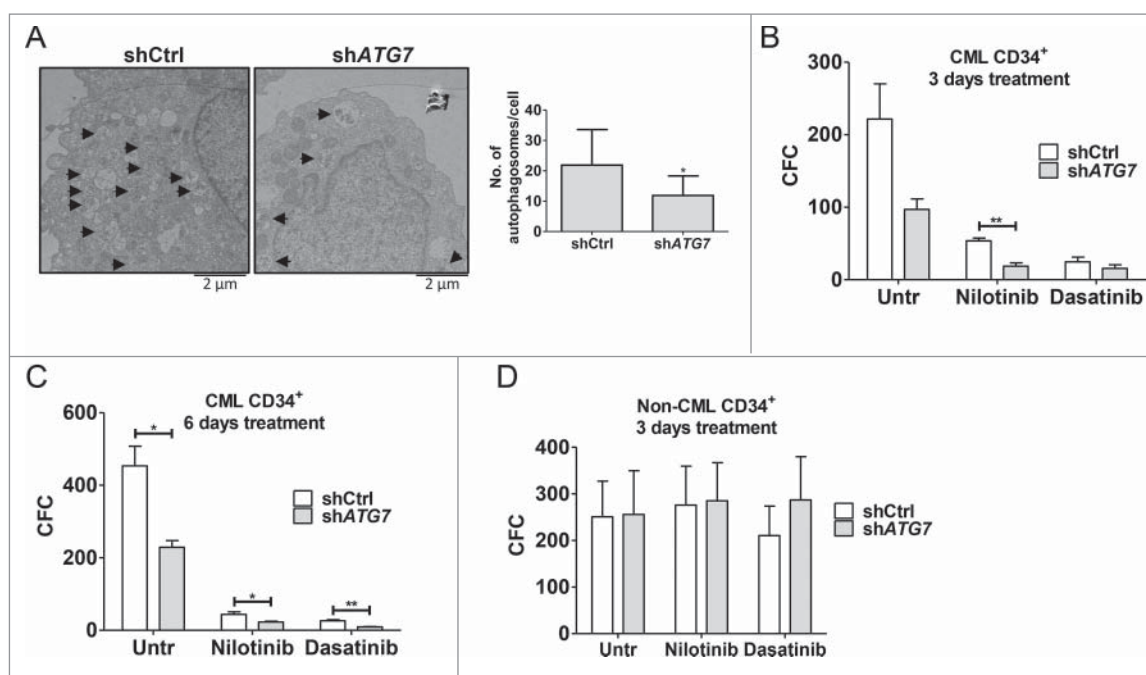 A
shCtrl
shATG7
2 µm
2 µm
No. of
autophagosomes/cell
40
30
20
10
0
*
shCtrl
shATG7
B
CML CD34+
3 days treatment
CFC
300
200
100
0
shCtrl
shATG7
**
Untr
Nilotinib
Dasatinib
C
CML CD34+
6 days treatment
CFC
600
400
200
0
*
*
**
shCtrl
shATG7
Untr
Nilotinib
Dasatinib
D
Non-CML CD34+
3 days treatment
CFC
400
300
200
100
0
shCtrl
shATG7
Untr
Nilotinib
Dasatinib